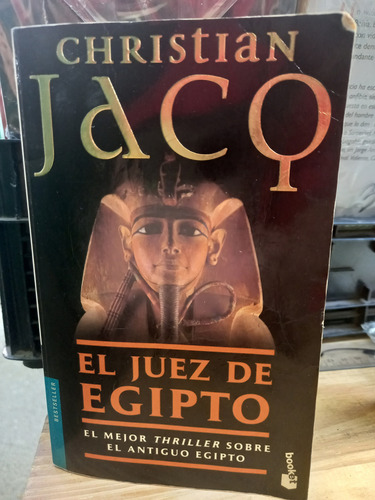 CHRISTIAN
JACQ
EL JUEZ DE
EGIPTO
EL MEJOR THRILLER SOBRE
EL ANTIGUO EGIPTO
BESTSELLER
booket